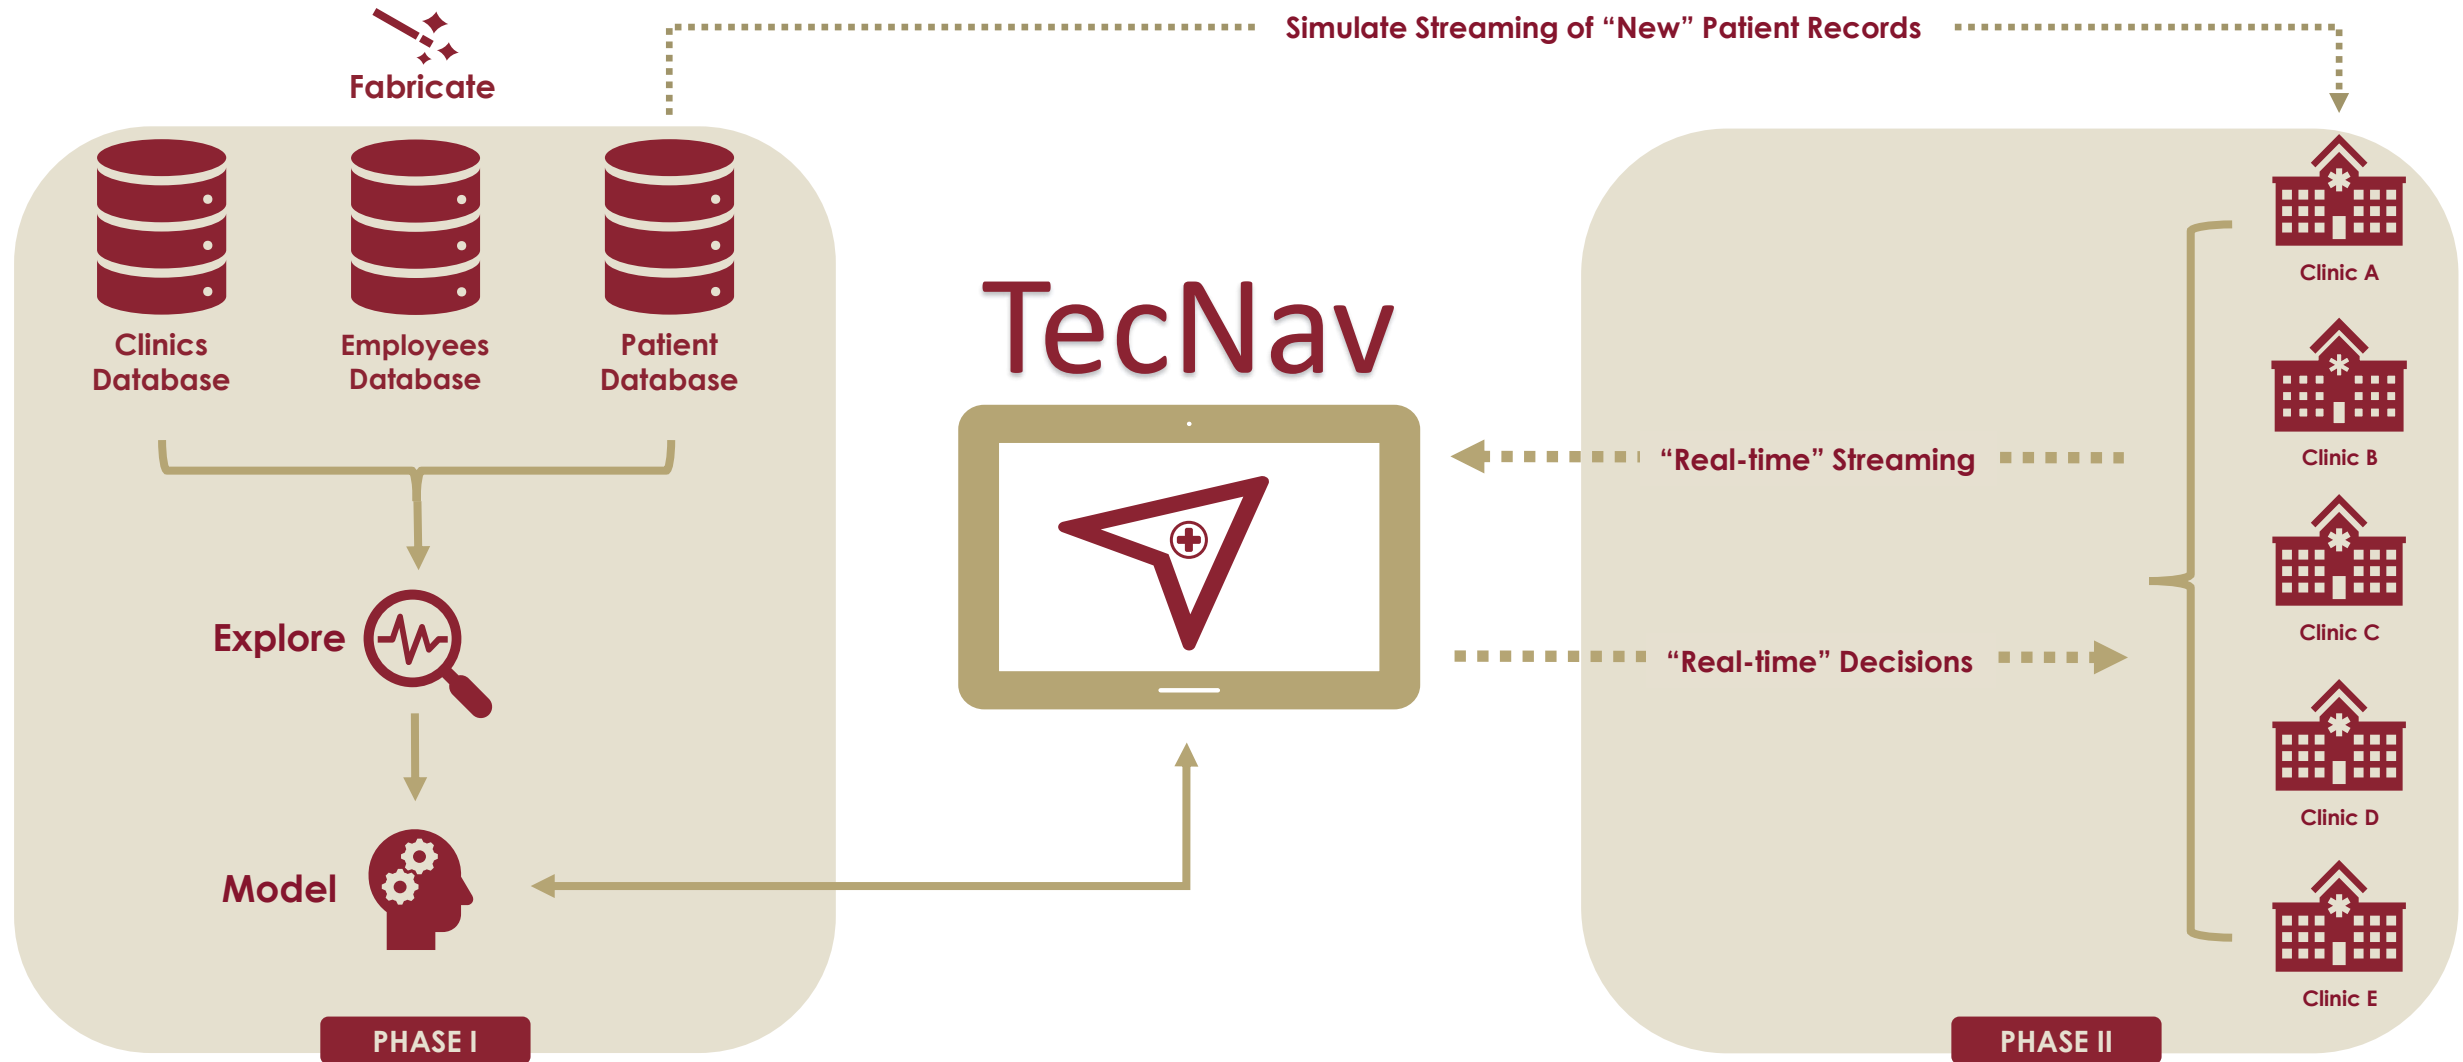 Simulate Streaming of “New” Patient Records
Fabricate
Clinics
Database
Employees
Database
Patient
Database
Explore
Model
PHASE I
TecNav
“Real-time” Streaming
“Real-time” Decisions
Clinic A
Clinic B
Clinic C
Clinic D
Clinic E
PHASE II